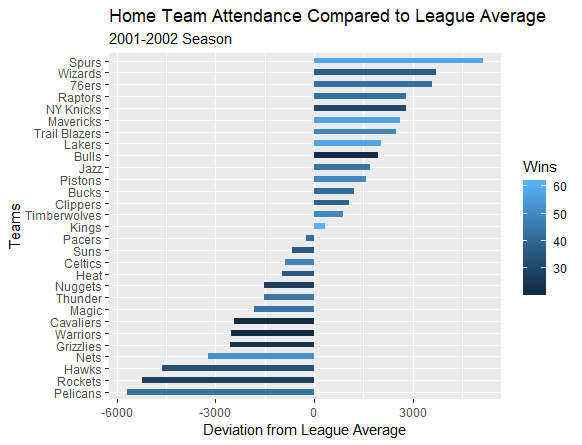 Home Team Attendance Compared to League Average
2001-2002 Season
Teams
Spurs
Wizards
76ers
Raptors
NY Knicks
Mavericks
Trail Blazers
Lakers
Bulls
Jazz
Pistons
Bucks
Clippers
Timberwolves
Kings
Pacers
Suns
Celtics
Heat
Nuggets
Thunder
Magic
Cavaliers
Warriors
Grizzlies
Nets
Hawks
Rockets
Pelicans
-6000 -3000 0 3000
Deviation from League Average
Wins
60
50
40
30